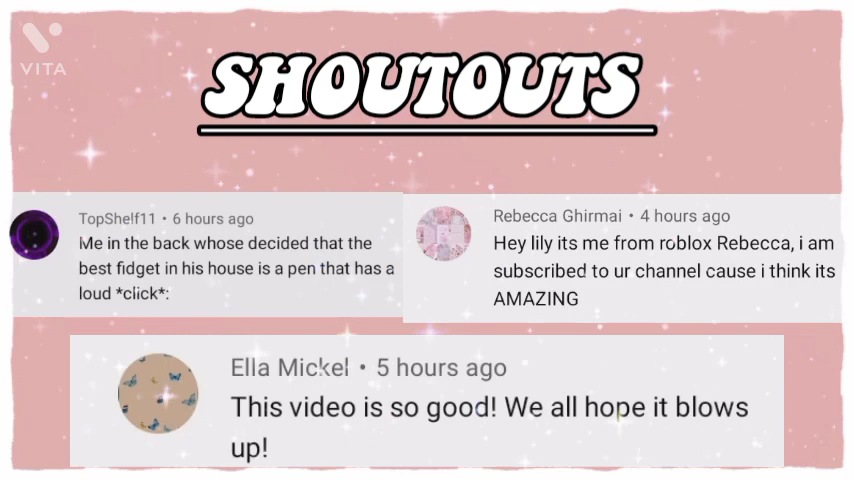 VITA
SHOUTOUTS
TopShelf11 • 6 hours ago
Me in the back whose decided that the
best fidget in his house is a pen that has a
loud *click*:
Rebecca Ghirmai • 4 hours ago
Hey lily its me from roblox Rebecca, i am
subscribed to ur channel cause i think its
AMAZING
Ella Mickel • 5 hours ago
This video is so good! We all hope it blows
up!